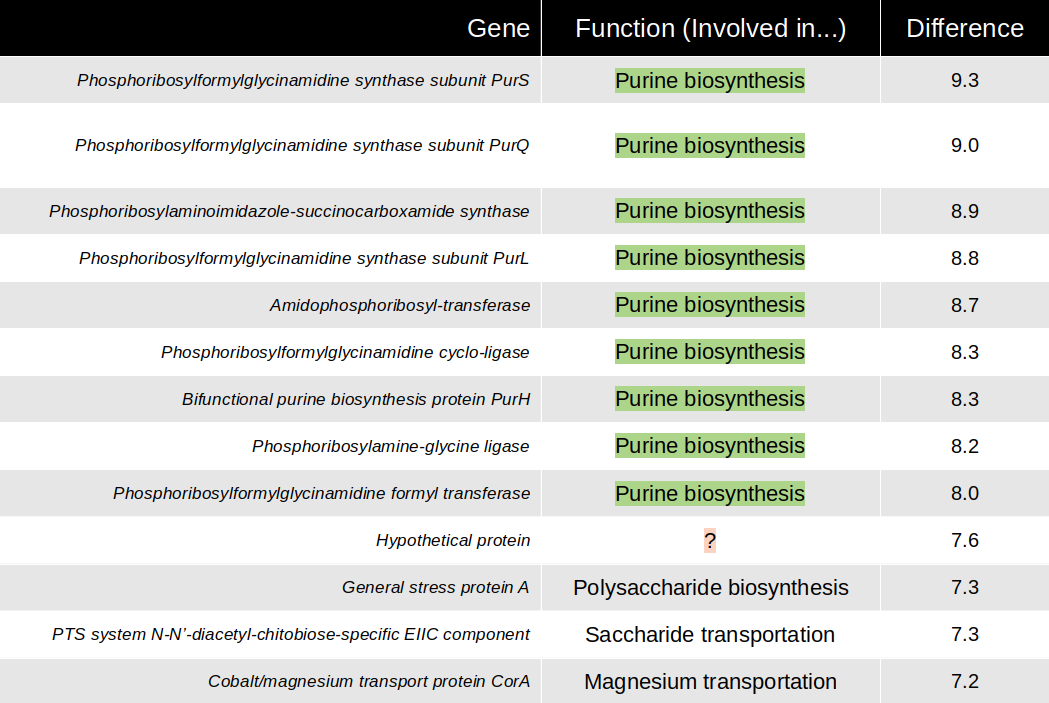 Gene Function (Involved in...) Difference
Phosphoribosylformylglycinamidine synthase subunit PurS Purine biosynthesis 9.3
Phosphoribosylformylglycinamidine synthase subunit PurQ Purine biosynthesis 9.0
Phosphoribosylaminoimidazole-succinocarboxamide synthase Purine biosynthesis 8.9
Phosphoribosylformylglycinamidine synthase subunit PurL Purine biosynthesis 8.8
Amidophosphoribosyl-transferase Purine biosynthesis 8.7
Phosphoribosylformylglycinamidine cyclo-ligase Purine biosynthesis 8.3
Bifunctional purine biosynthesis protein PurH Purine biosynthesis 8.3
Phosphoribosylamine-glycine ligase Purine biosynthesis 8.2
Phosphoribosylformylglycinamidine formyl transferase Purine biosynthesis 8.0
Hypothetical protein ? 7.6
General stress protein A Polysaccharide biosynthesis 7.3
PTS system N-N’-diacetyl-chitobiose-specific EIIC component Saccharide transportation 7.3
Cobalt/magnesium transport protein CorA Magnesium transportation 7.2